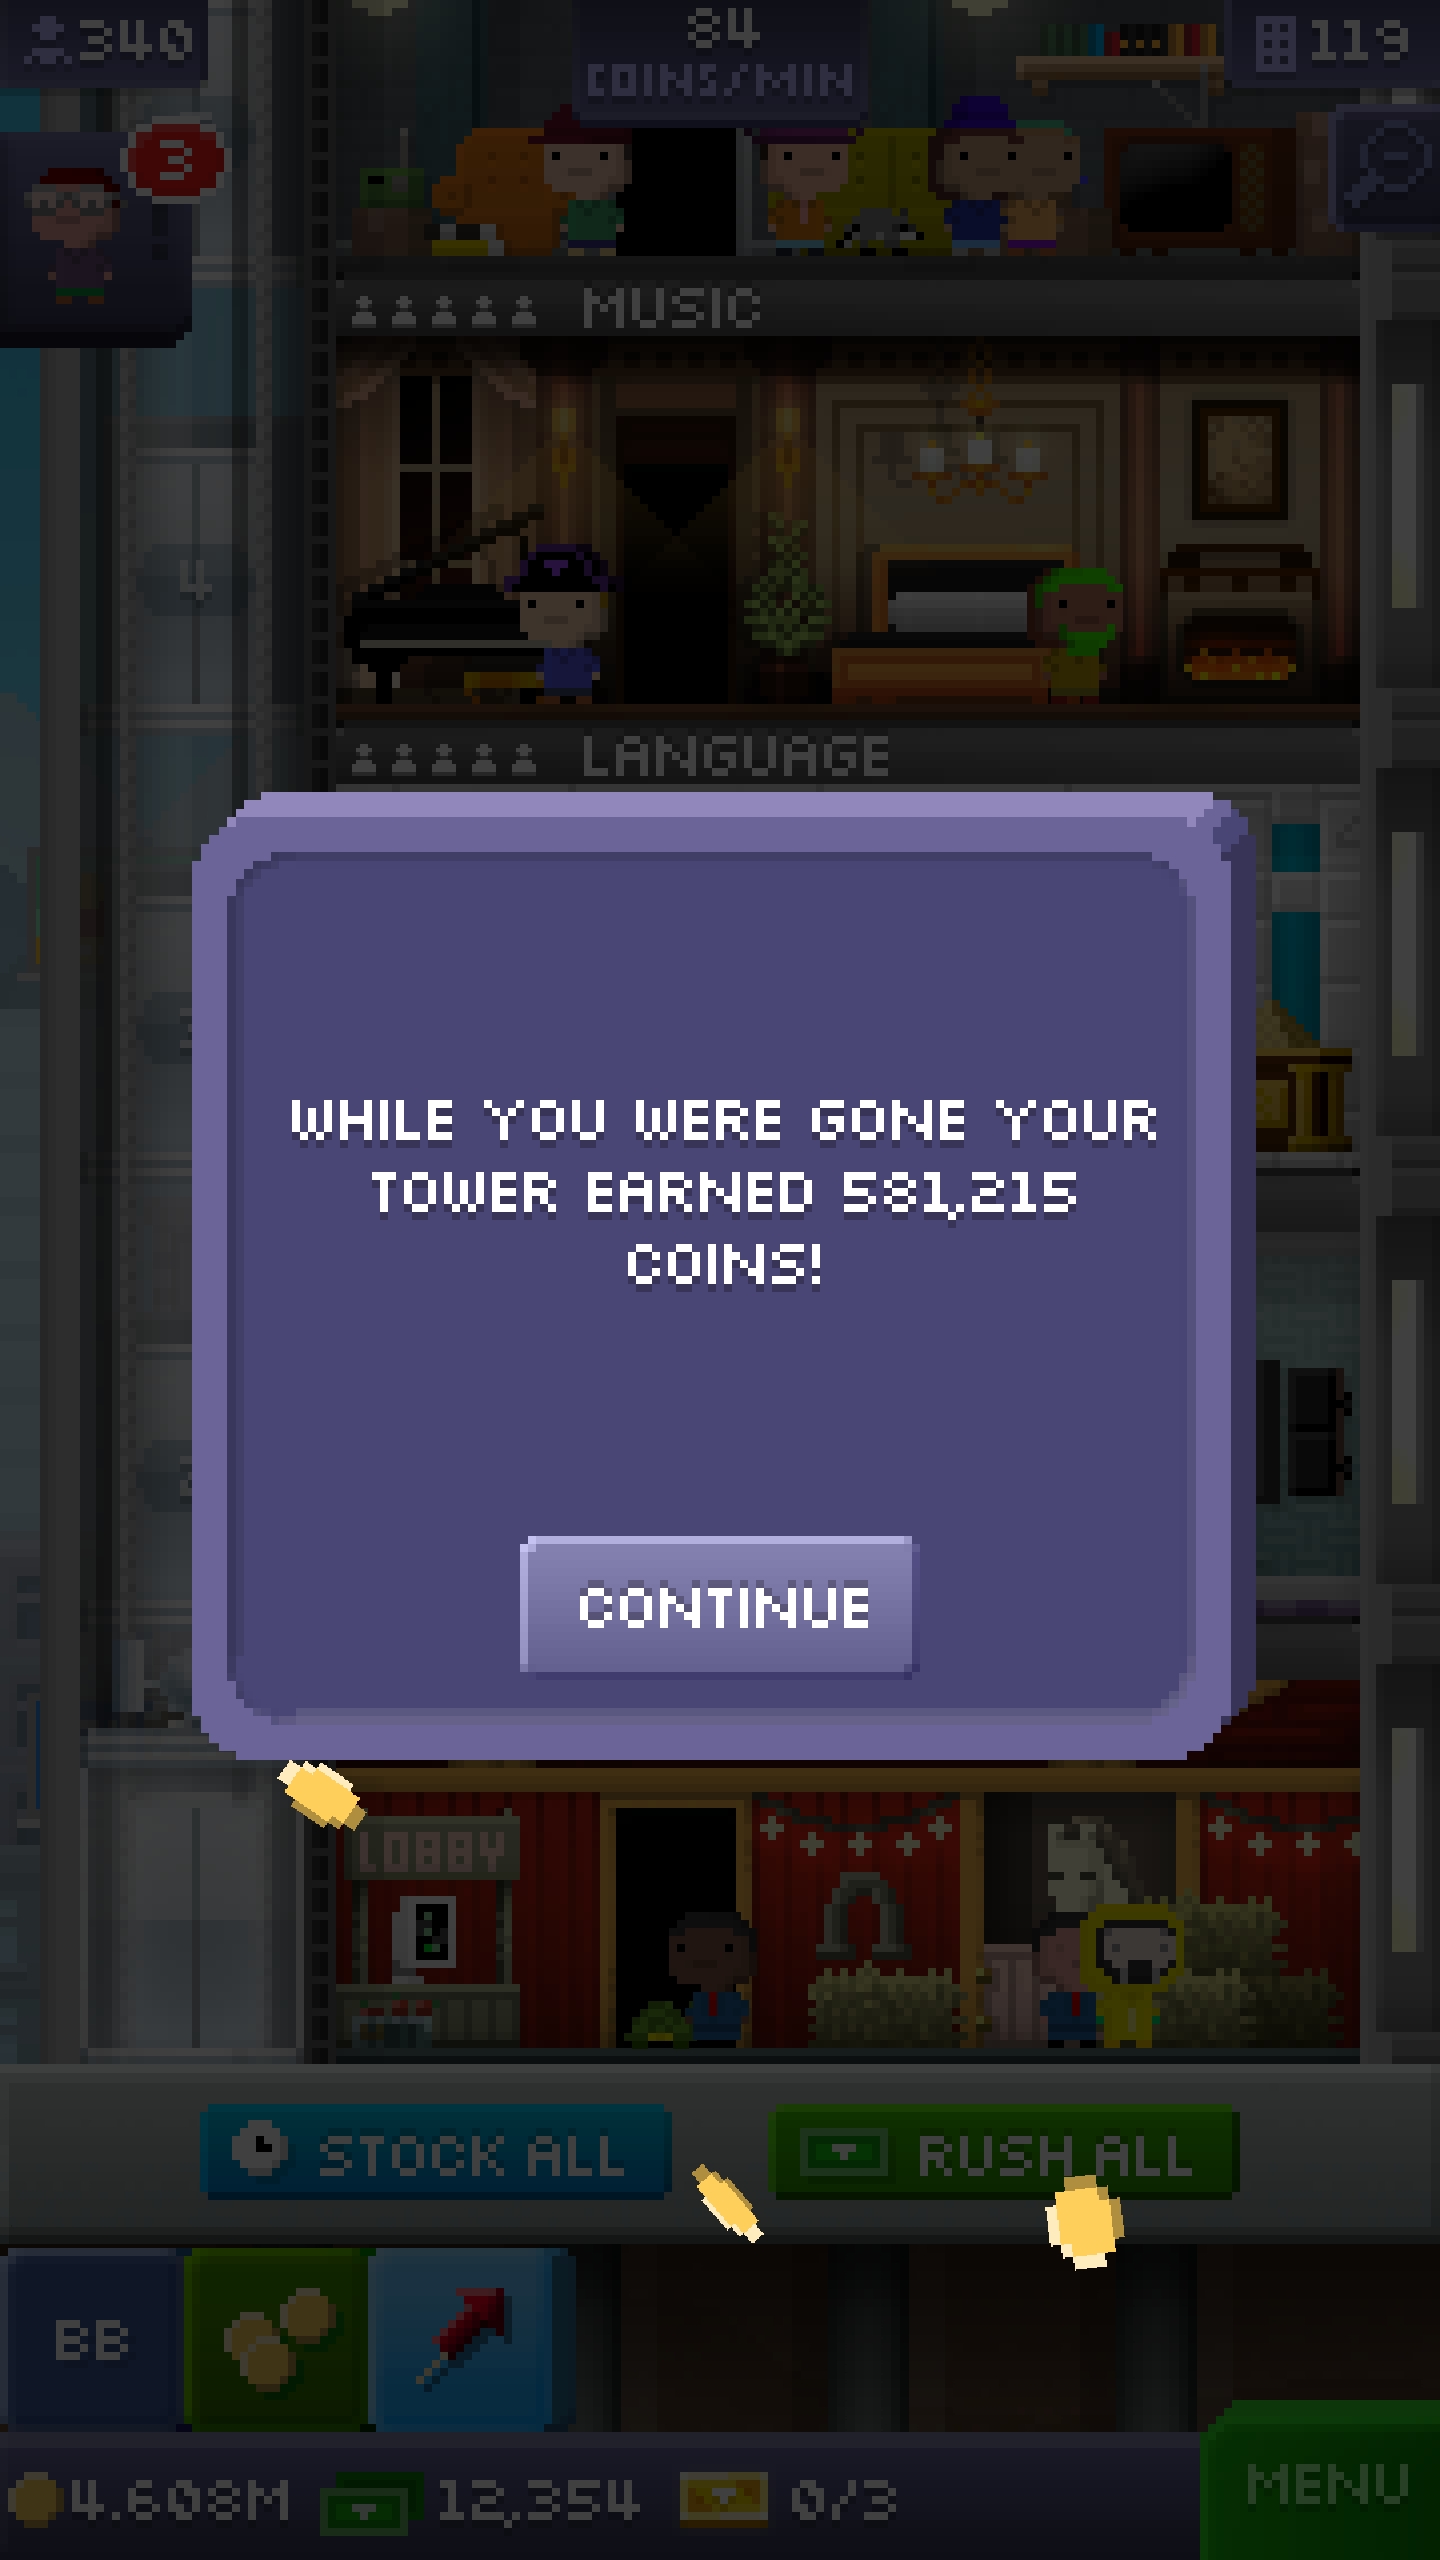 340
84
COINS/MIN
119
3
MUSIC
4
LANGUAGE
WHILE YOU WERE GONE YOUR
TOWER EARNED 581,215
COINS!
CONTINUE
LOBBY
STOCK ALL
RUSH ALL
BB
4.608M
12,354
0/3
MENU